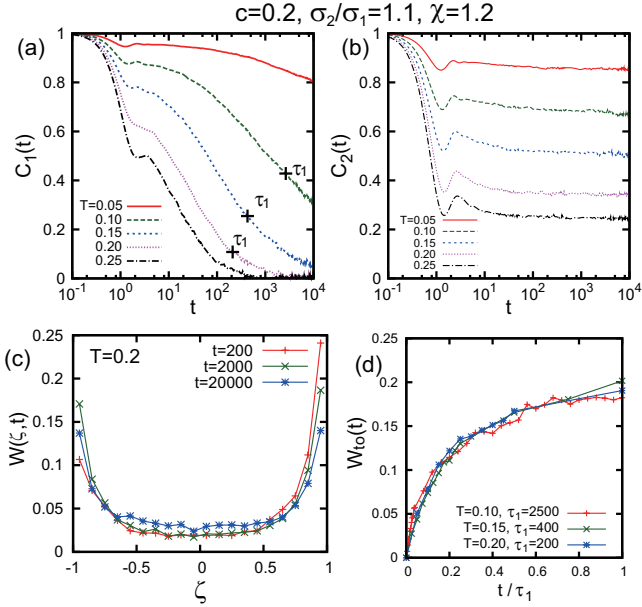 c=0.2, σ2/σ1=1.1, χ=1.2
(a)
C1(t)
1
0.8
0.6
0.4
0.2
0
τ1
τ1
τ1
T=0.05
0.10
0.15
0.20
0.25
10^-1 10^0 10^1 10^2 10^3 10^4
t
(b)
C2(t)
1
0.8
0.6
0.4
0.2
0
T=0.05
0.10
0.15
0.20
0.25
10^-1 10^0 10^1 10^2 10^3 10^4
t
(c)
T=0.2
t=200
t=2000
t=20000
W(ζ,t)
0.25
0.2
0.15
0.1
0.05
0
-1 -0.5 0 0.5 1
ζ
(d)
Wto(t)
0.25
0.2
0.15
0.1
0.05
0
T=0.10, τ1=2500
T=0.15, τ1=400
T=0.20, τ1=200
0 0.2 0.4 0.6 0.8 1
t/τ1